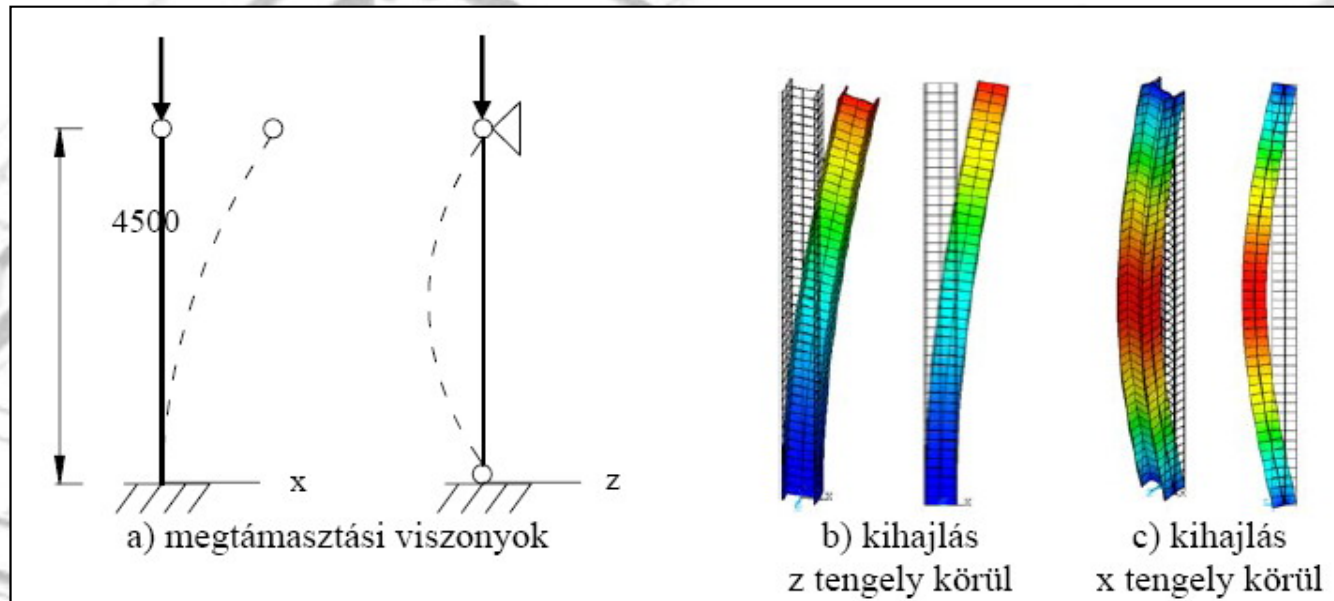 4500
x
z
a) megtámasztási viszonyok
b) kihajlás
z tengely körül
c) kihajlás
x tengely körül